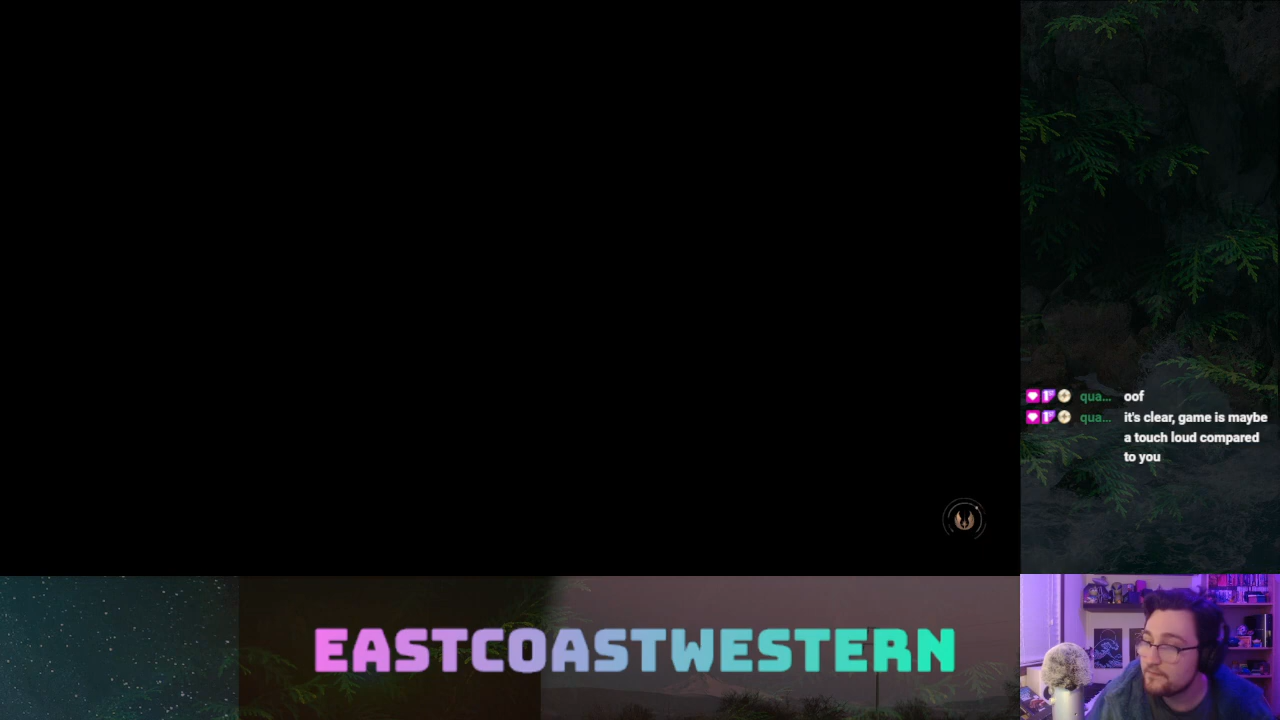 qua... oof
qua... it's clear, game is maybe
a touch loud compared
to you
EASTCOASTWESTERN